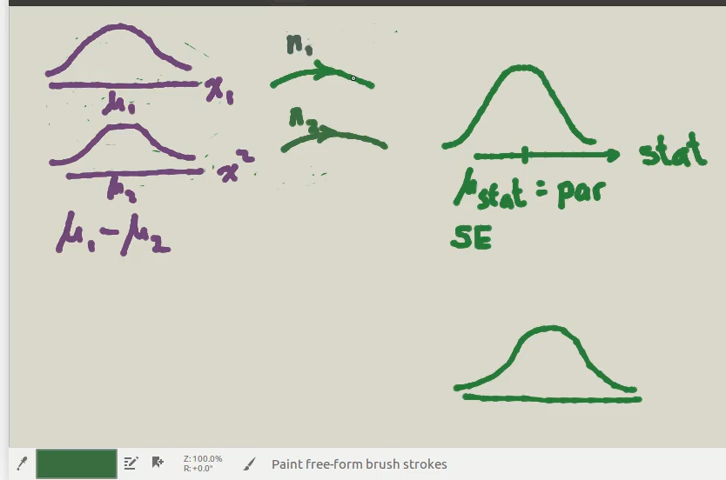 n₁
x₁
μ₁
n₂
stat
x₂
μ₂
μstat = par
μ₁ - μ₂
SE
Z: 100.0%
R: +0.0°
Paint free-form brush strokes